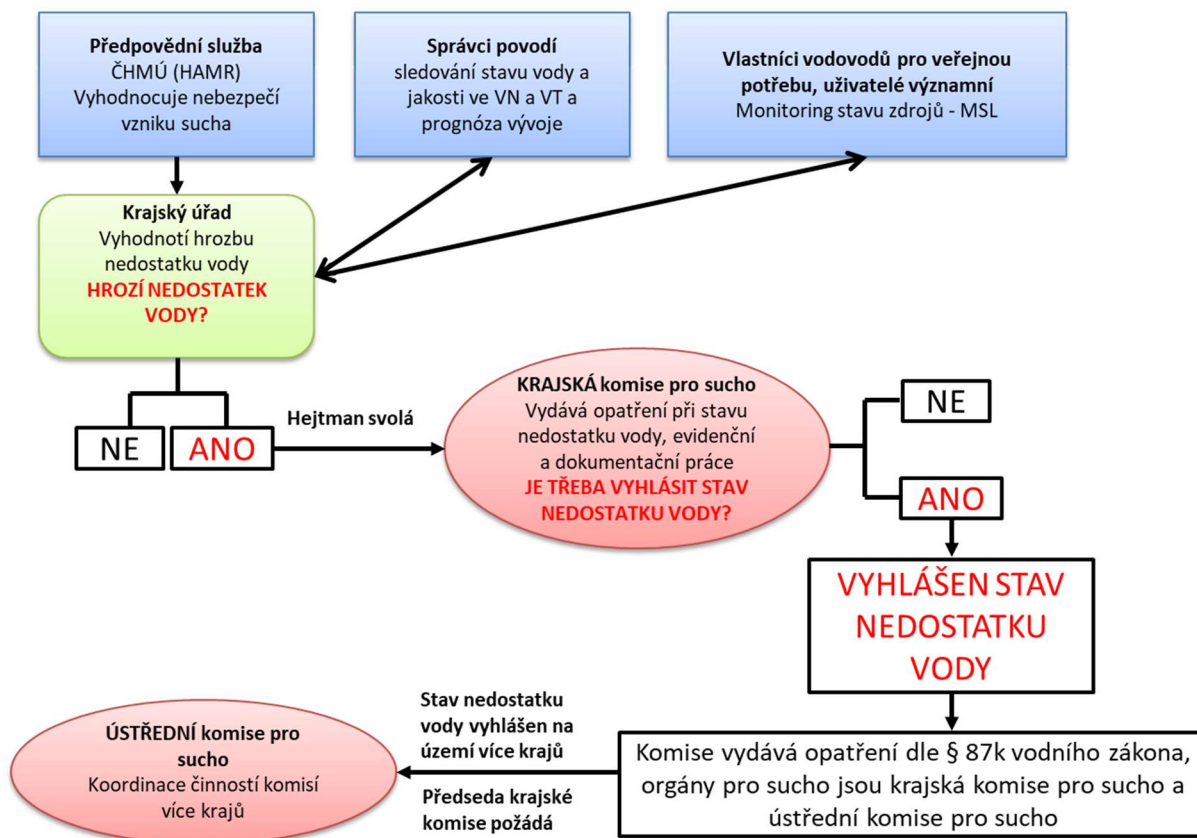 Předpovědní služba
ČHMÚ (HAMR)
Vyhodnocuje nebezpečí
vzniku sucha
Správci povodí
sledování stavu vody a
jakosti ve VN a VT a
prognóza vývoje
Vlastníci vodovodů pro veřejnou
potřebu, uživatelé významní
Monitoring stavu zdrojů - MSL
Krajský úřad
Vyhodnotí hrozbu
nedostatku vody
HROZÍ NEDOSTATEK
VODY?
NE
ANO
Hejtman svolá
KRAJSKÁ komise pro sucho
Vydává opatření při stavu
nedostatku vody, evidenční
a dokumentační práce
JE TŘEBA VYHLÁSIT STAV
NEDOSTATKU VODY?
NE
ANO
VYHLÁŠEN STAV
NEDOSTATKU
VODY
Komise vydává opatření dle § 87k vodního zákona,
orgány pro sucho jsou krajská komise pro sucho a
ústřední komise pro sucho
Stav nedostatku
vody vyhlášen na
území více krajů
Předseda krajské
komise požádá
ÚSTŘEDNÍ komise pro
sucho
Koordinace činností komisí
více krajů